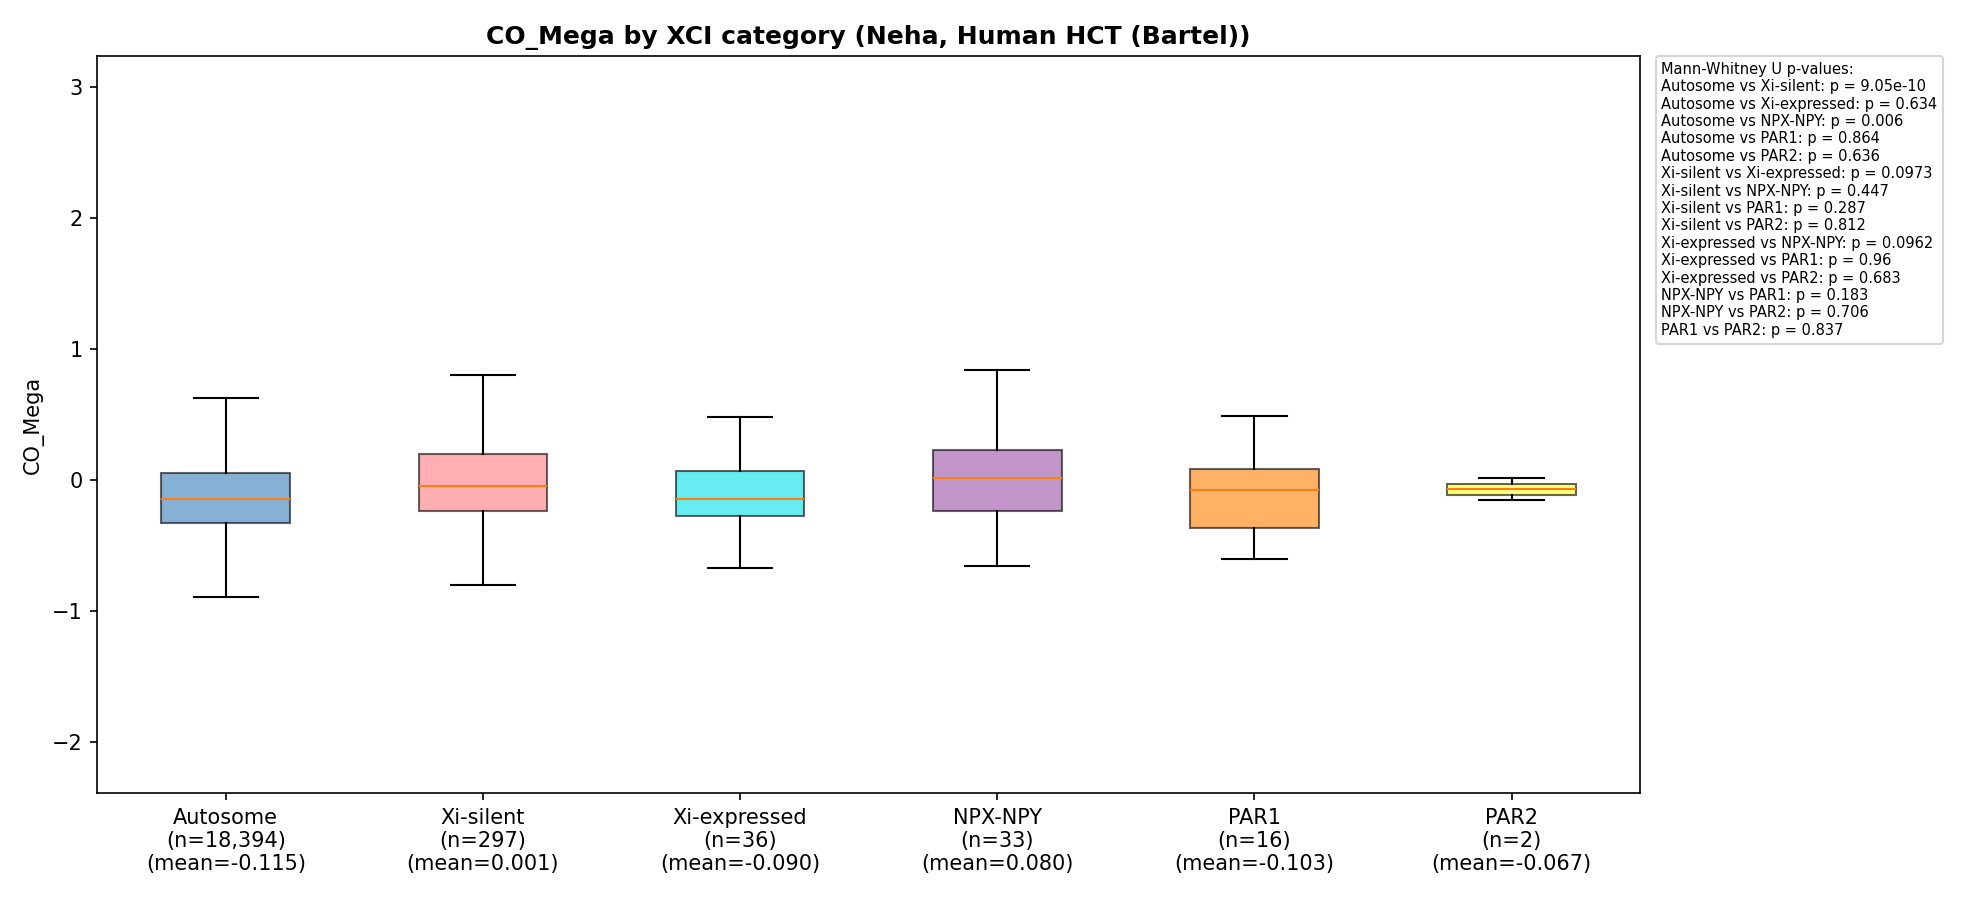 CO_Mega by XCI category (Neha, Human HCT (Bartel))
Mann-Whitney U p-values:
Autosome vs Xi-silent: p = 9.05e-10
Autosome vs Xi-expressed: p = 0.634
Autosome vs NPX-NPY: p = 0.006
Autosome vs PAR1: p = 0.864
Autosome vs PAR2: p = 0.636
Xi-silent vs Xi-expressed: p = 0.0973
Xi-silent vs NPX-NPY: p = 0.447
Xi-silent vs PAR1: p = 0.287
Xi-silent vs PAR2: p = 0.812
Xi-expressed vs NPX-NPY: p = 0.0962
Xi-expressed vs PAR1: p = 0.96
Xi-expressed vs PAR2: p = 0.683
NPX-NPY vs PAR1: p = 0.183
NPX-NPY vs PAR2: p = 0.706
PAR1 vs PAR2: p = 0.837
CO_Mega
3
2
1
0
−1
−2
Autosome
(n=18,394)
(mean=-0.115)
Xi-silent
(n=297)
(mean=0.001)
Xi-expressed
(n=36)
(mean=-0.090)
NPX-NPY
(n=33)
(mean=0.080)
PAR1
(n=16)
(mean=-0.103)
PAR2
(n=2)
(mean=-0.067)